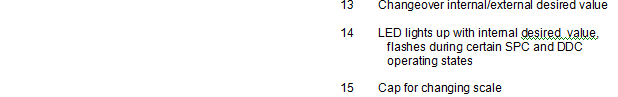 13 Changeover internal/external desired value
14 LED lights up with internal desired value,
flashes during certain SPC and DDC
operating states
15 Cap for changing scale